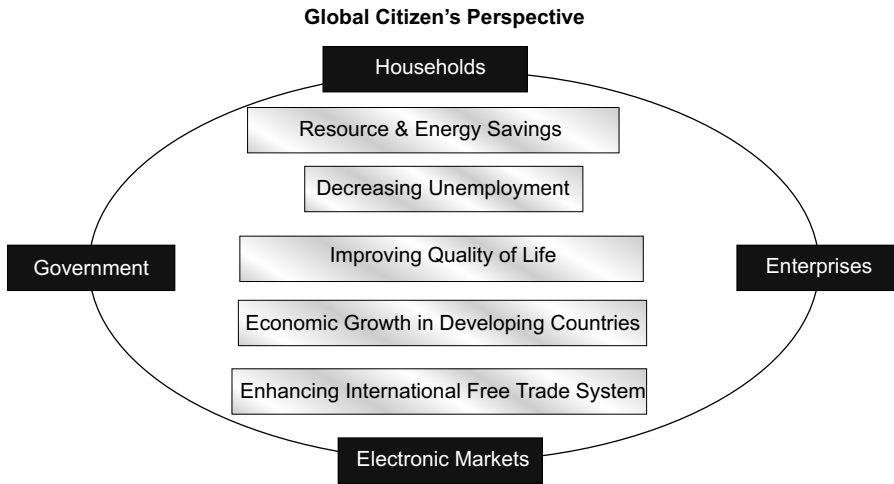 Global Citizen's Perspective
Households
Resource & Energy Savings
Decreasing Unemployment
Improving Quality of Life
Government
Enterprises
Economic Growth in Developing Countries
Enhancing International Free Trade System
Electronic Markets